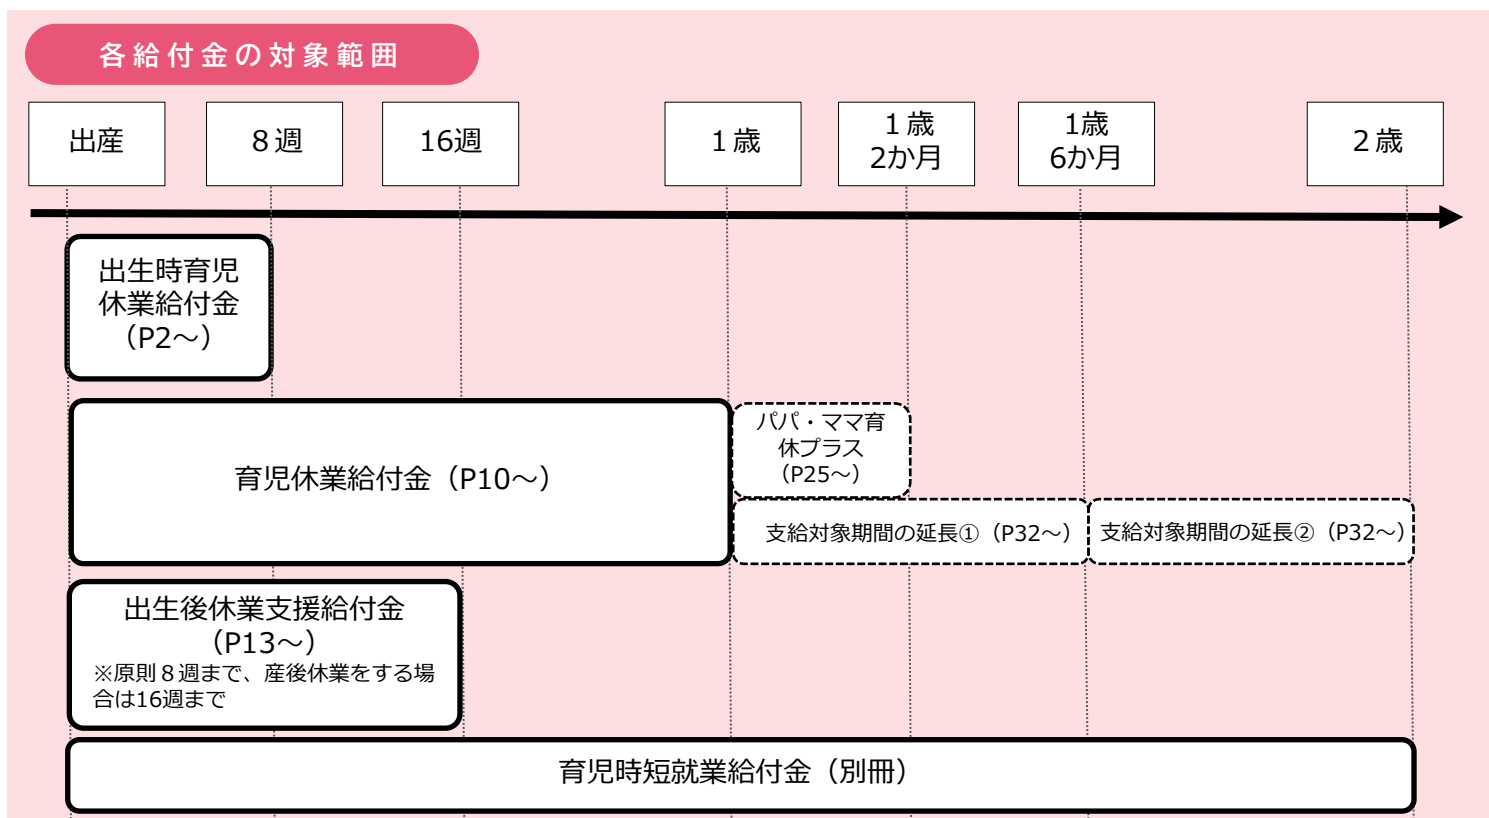 各給付金の対象範囲
出産
８週
16週
１歳
１歳
2か月
1歳
6か月
２歳
出生時育児
休業給付金
（P2～）
育児休業給付金（P10～）
パパ・ママ育
休プラス
（P25～）
支給対象期間の延長①（P32～）
支給対象期間の延長②（P32～）
出生後休業支援給付金
（P13～）
※原則８週まで、産後休業をする場
合は16週まで
育児時短就業給付金（別冊）